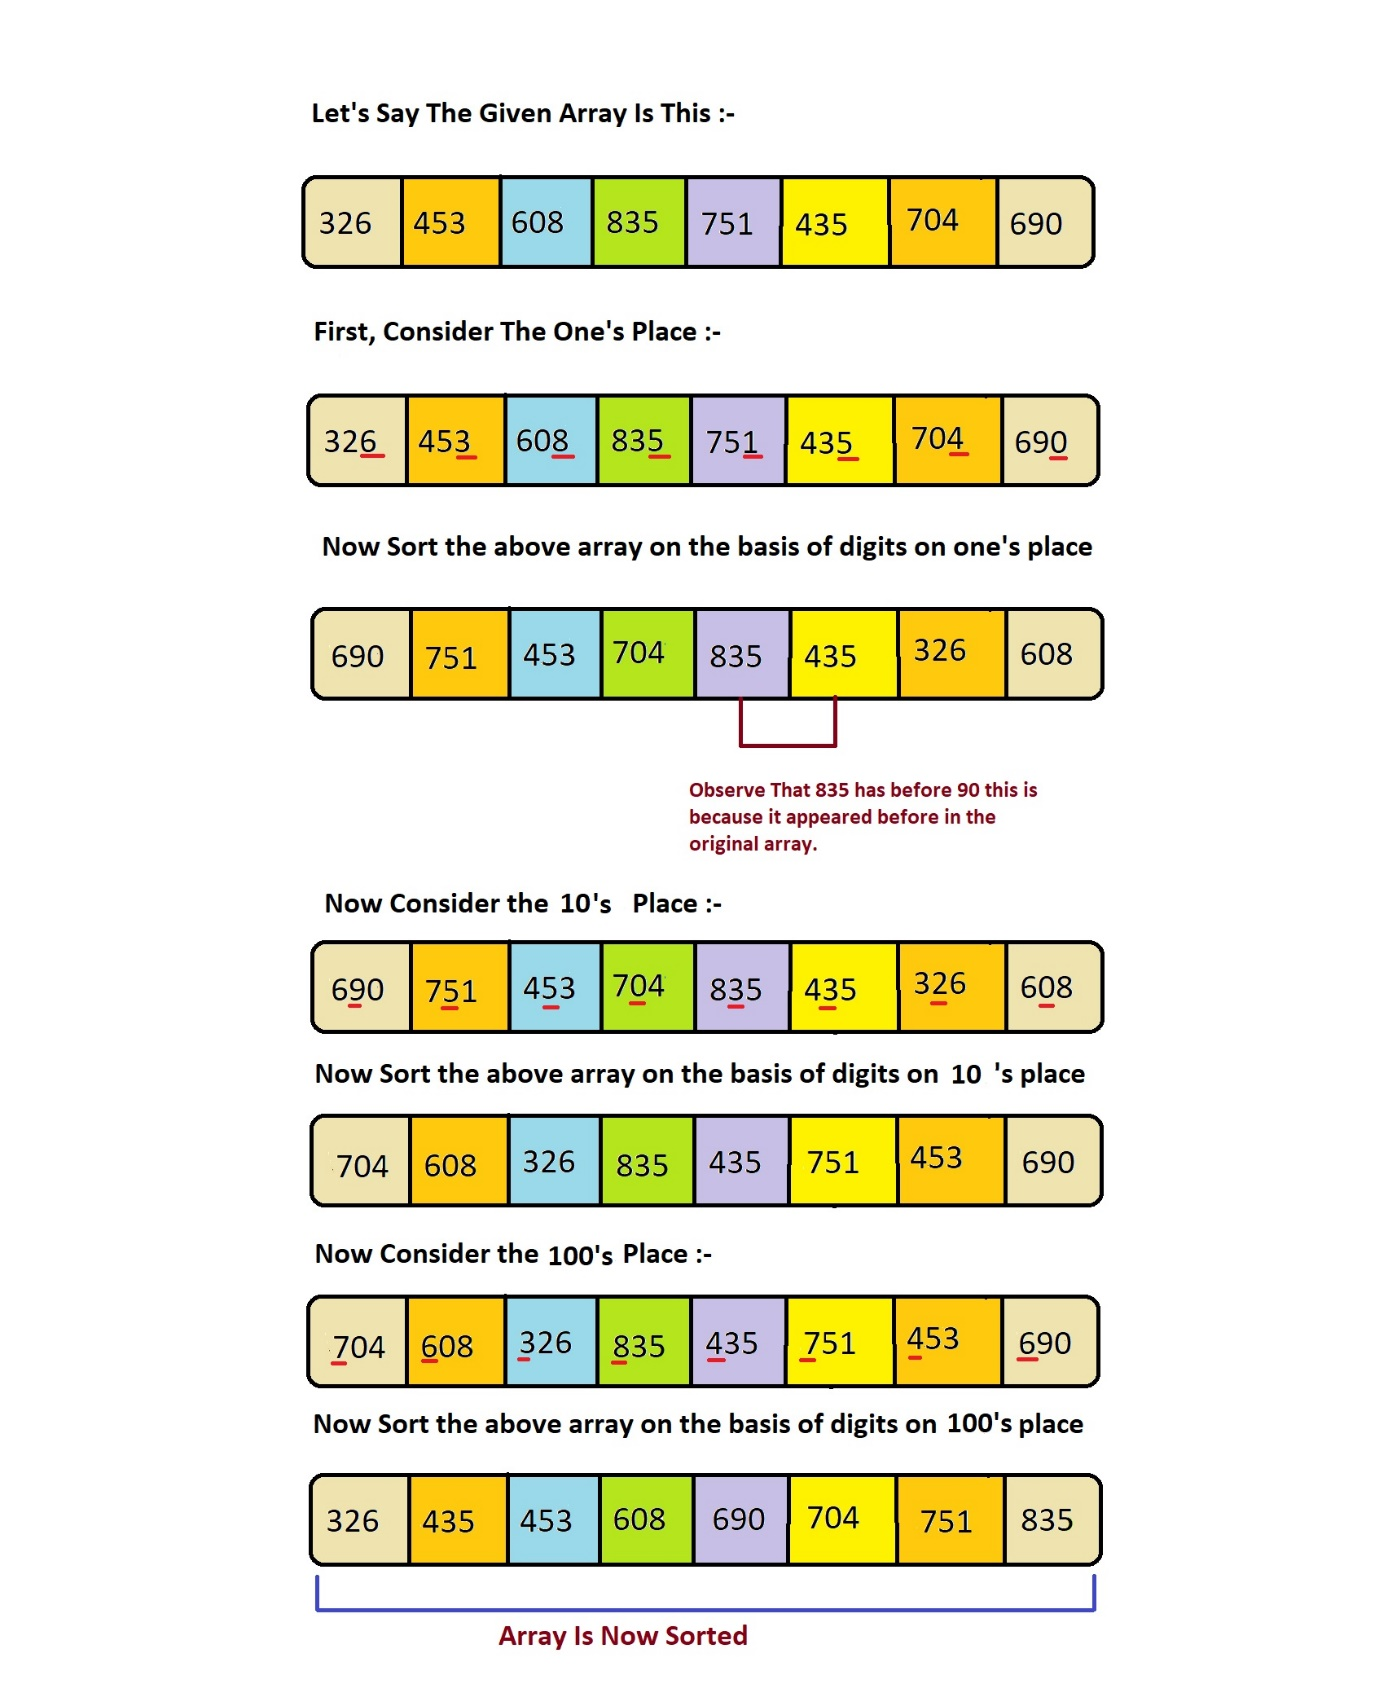 Let's Say The Given Array Is This :-
326 453 608 835 751 435 704 690
First, Consider The One's Place :-
326 453 608 835 751 435 704 690
Now Sort the above array on the basis of digits on one's place
690 751 453 704 835 435 326 608
Observe That 835 has before 90 this is
because it appeared before in the
original array.
Now Consider the 10's Place :-
690 751 453 704 835 435 326 608
Now Sort the above array on the basis of digits on 10 's place
704 608 326 835 435 751 453 690
Now Consider the 100's Place :-
704 608 326 835 435 751 453 690
Now Sort the above array on the basis of digits on 100's place
326 435 453 608 690 704 751 835
Array Is Now Sorted